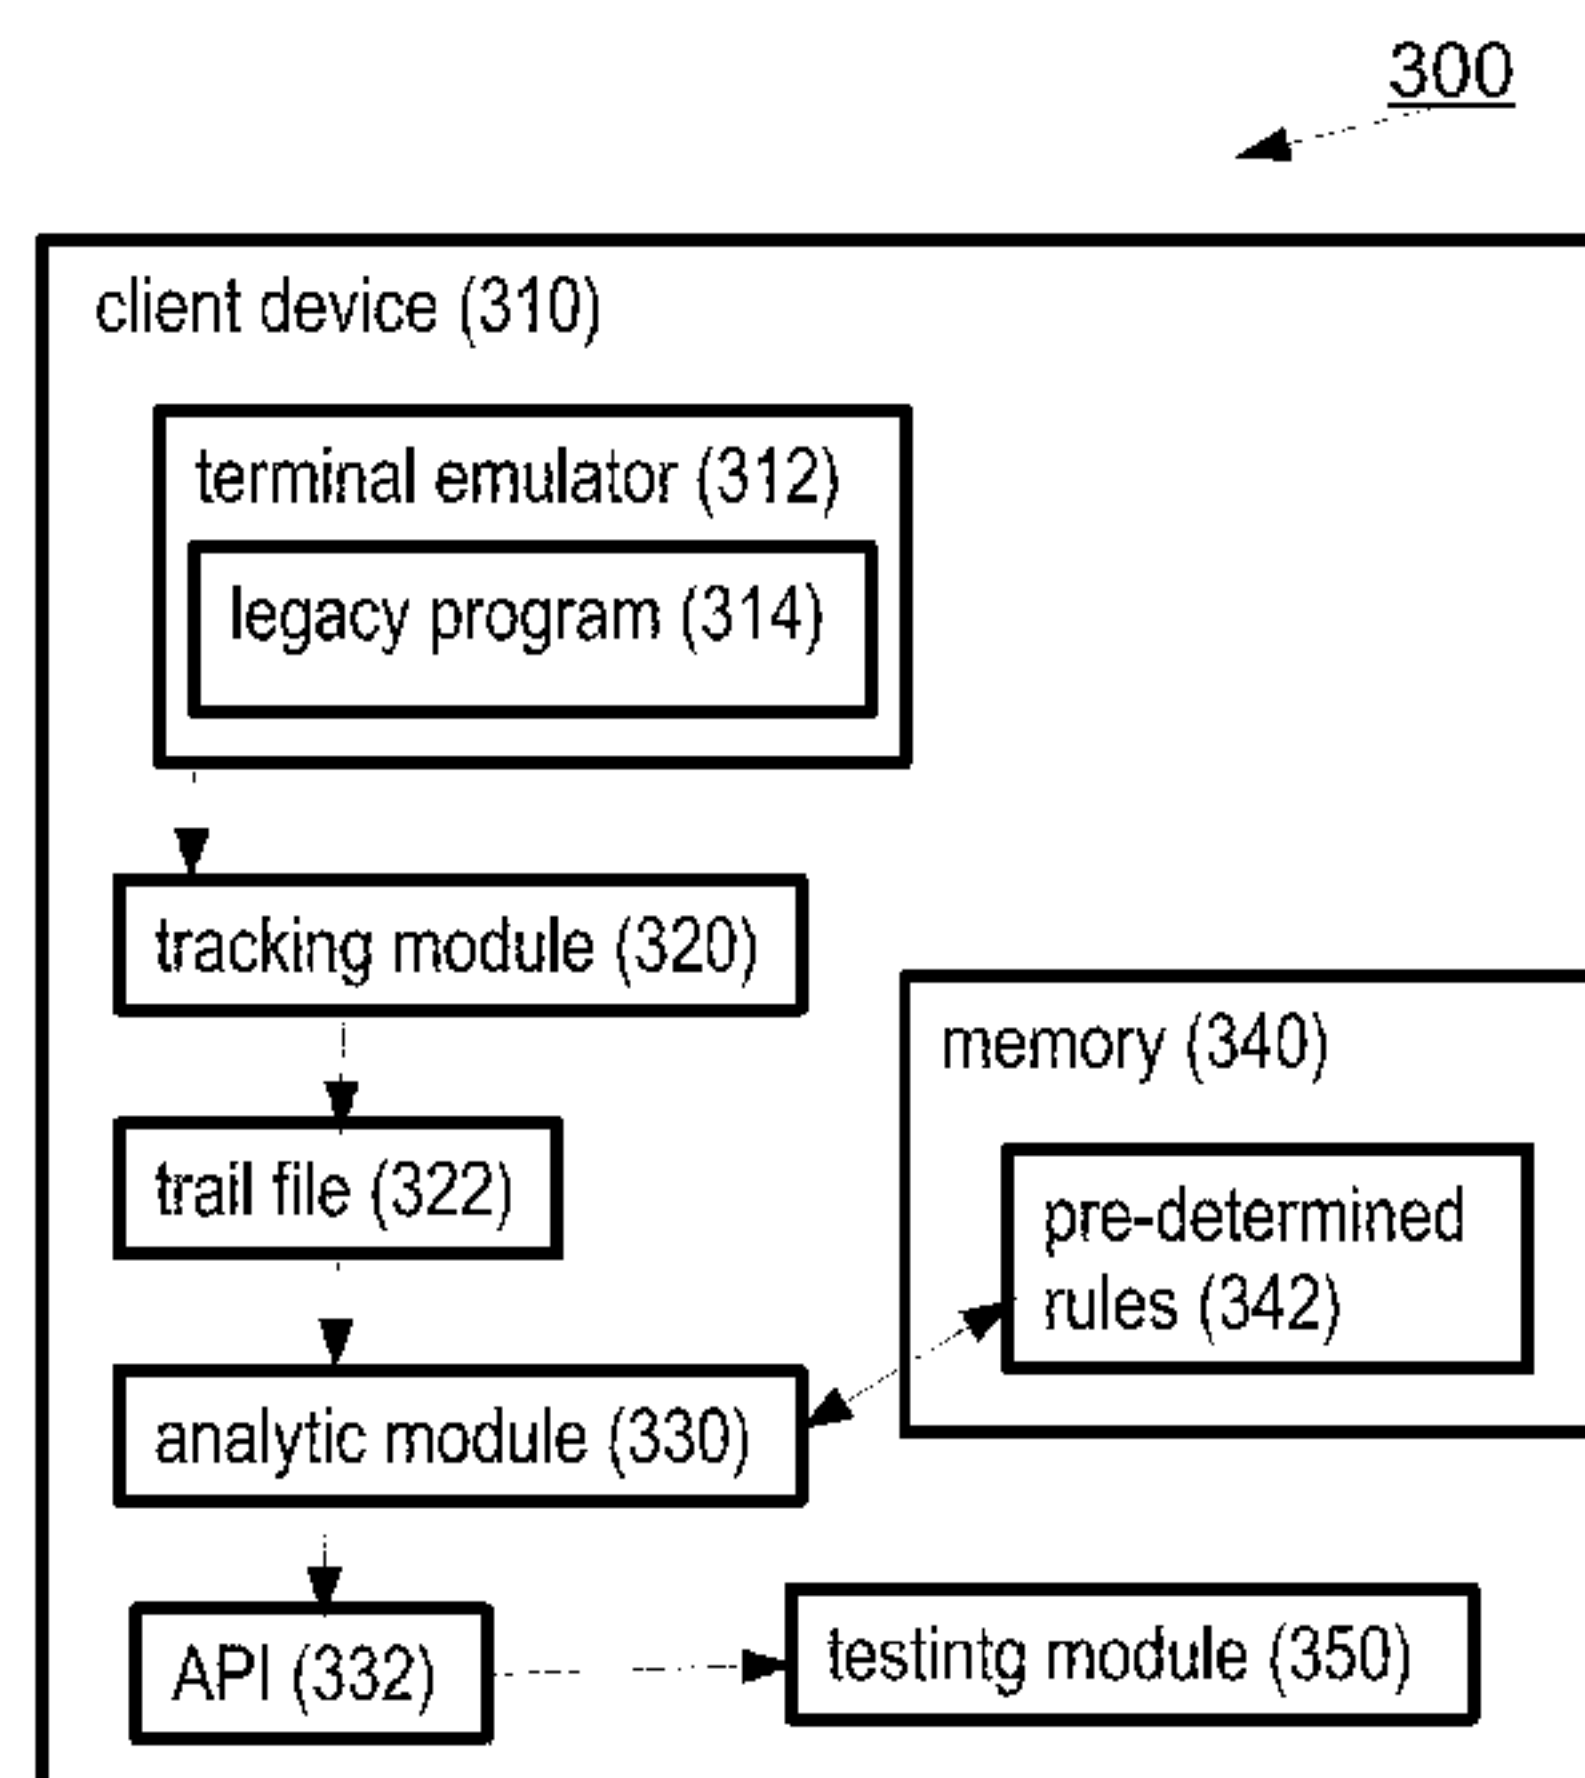 300
client device (310)
terminal emulator (312)
legacy program (314)
tracking module (320)
memory (340)
trail file (322)
pre-determined
rules (342)
analytic module (330)
API (332)
testintg module (350)